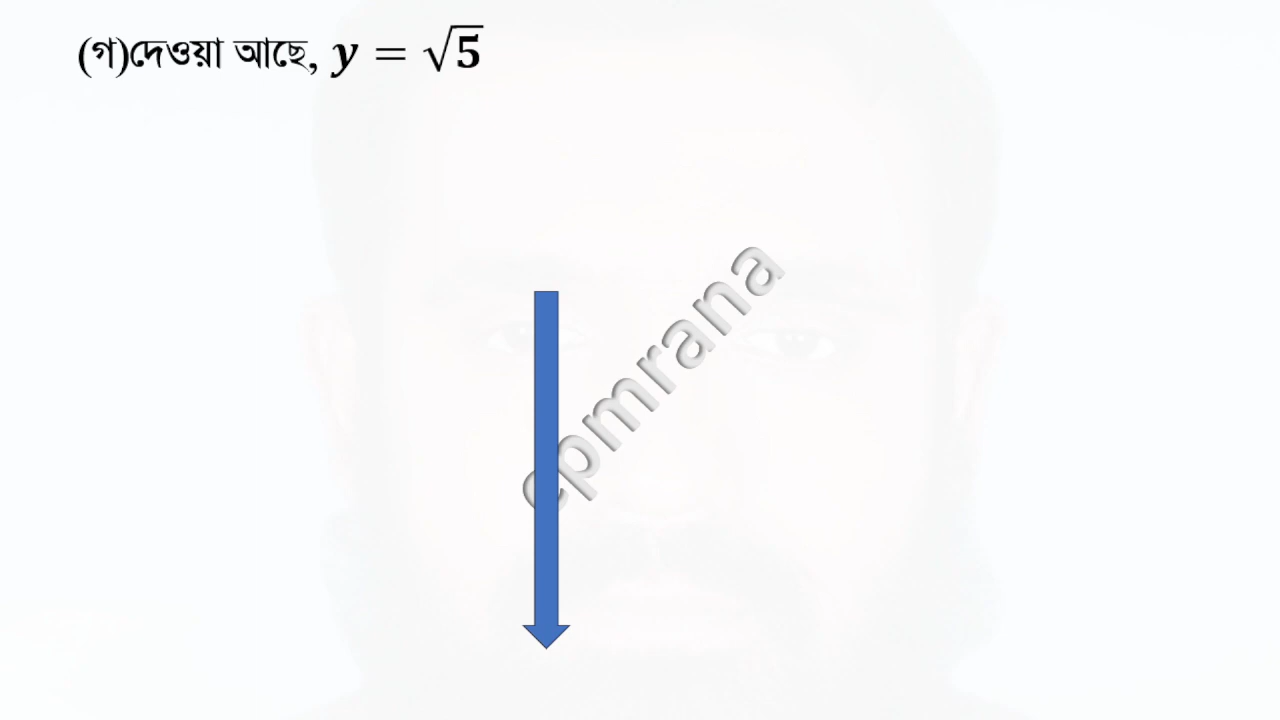 (গ)দেওয়া আছে, y = √5
cpmrana